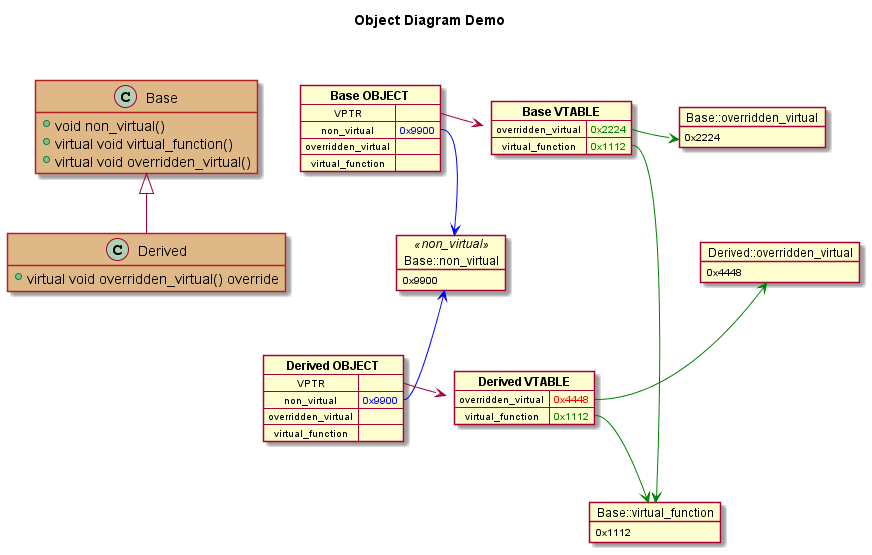 Object Diagram Demo
C Base
void non_virtual()
virtual void virtual_function()
virtual void overridden_virtual()
C Derived
virtual void overridden_virtual() override
Base OBJECT
VPTR
non_virtual 0x9900
overridden_virtual
virtual_function
Base VTABLE
overridden_virtual 0x2224
virtual_function 0x1112
Base::overridden_virtual
0x2224
«non_virtual»
Base::non_virtual
0x9900
Derived::overridden_virtual
0x4448
Derived OBJECT
VPTR
non_virtual 0x9900
overridden_virtual
virtual_function
Derived VTABLE
overridden_virtual 0x4448
virtual_function 0x1112
Base::virtual_function
0x1112